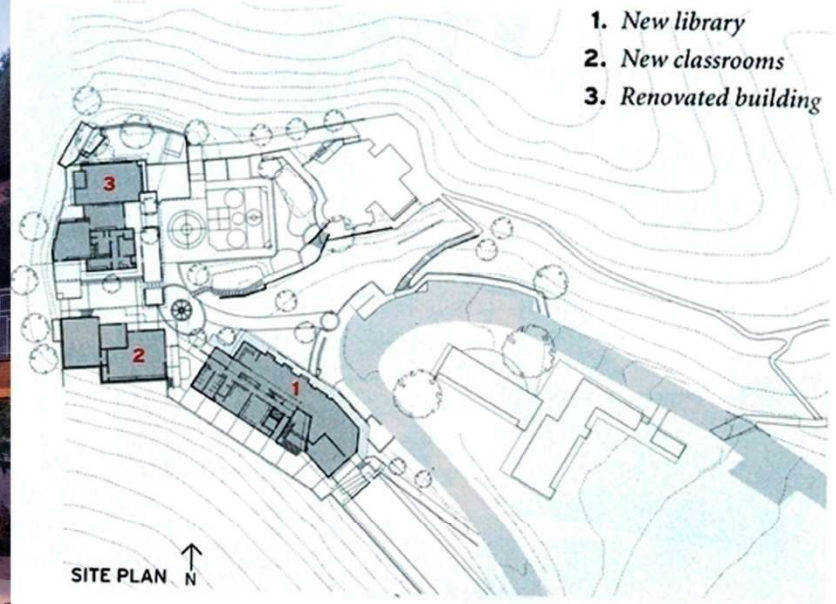 1. New library
2. New classrooms
3. Renovated building
3
2
1
SITE PLAN N